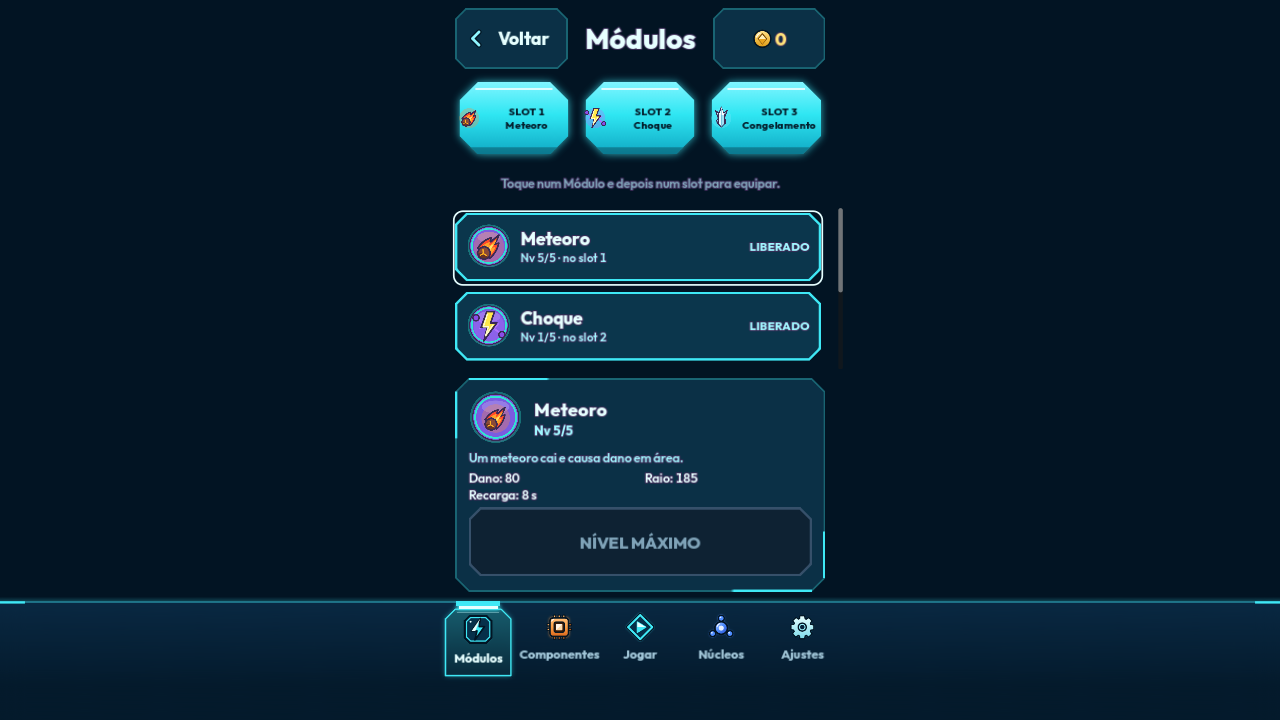 Voltar
Módulos
0
SLOT 1
Meteoro
SLOT 2
Choque
SLOT 3
Congelamento
Toque num Módulo e depois num slot para equipar.
Meteoro
Nv 5/5 · no slot 1
LIBERADO
Choque
Nv 1/5 · no slot 2
LIBERADO
Meteoro
Nv 5/5
Um meteoro cai e causa dano em área.
Dano: 80
Raio: 185
Recarga: 8 s
NÍVEL MÁXIMO
Módulos
Componentes
Jogar
Núcleos
Ajustes